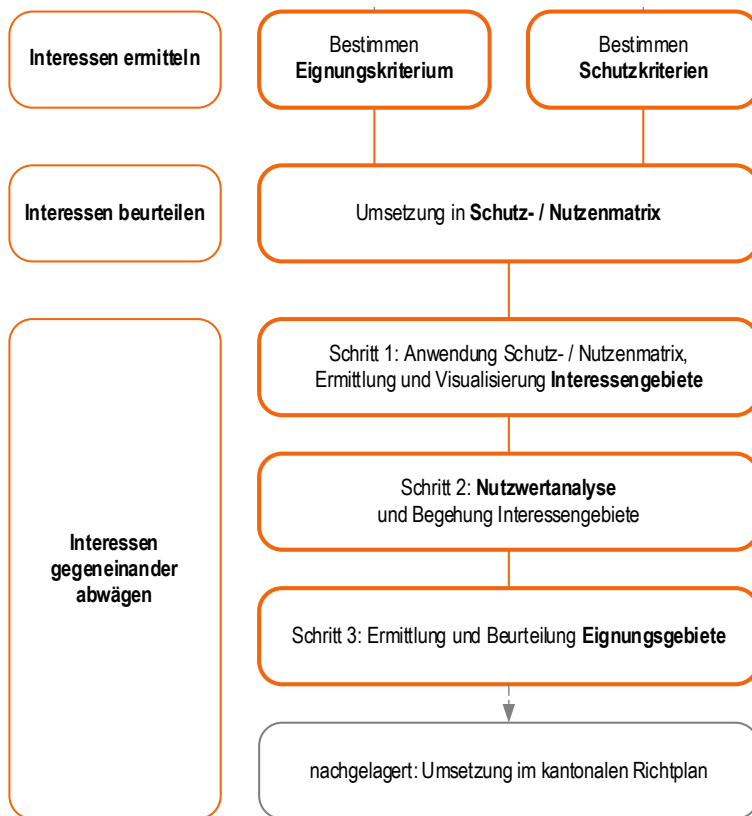 Interessen ermitteln
Bestimmen
Eignungskriterium
Bestimmen
Schutzkriterien
Interessen beurteilen
Umsetzung in Schutz- / Nutzenmatrix
Interessen
gegeneinander
abwägen
Schritt 1: Anwendung Schutz- / Nutzenmatrix,
Ermittlung und Visualisierung Interessengebiete
Schritt 2: Nutzwertanalyse
und Begehung Interessengebiete
Schritt 3: Ermittlung und Beurteilung Eignungsgebiete
nachgelagert: Umsetzung im kantonalen Richtplan